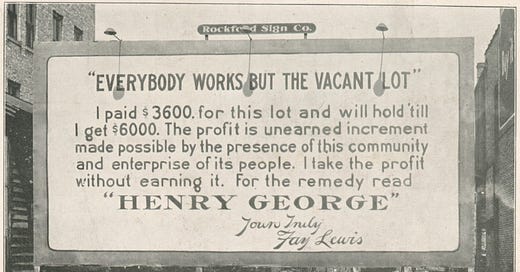 Rockford Sign Co.
"EVERYBODY WORKS BUT THE VACANT LOT"
I paid $3600. for this lot and will hold 'till
I get $6000. The profit is unearned increment
made possible by the presence of this community
and enterprise of its people. I take the profit
without earning it. For the remedy read
"HENRY GEORGE"
Yours Truly
Fay Lewis